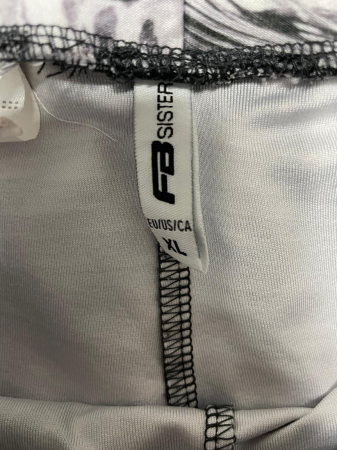 FB SISTER
EU/US/CA
XL